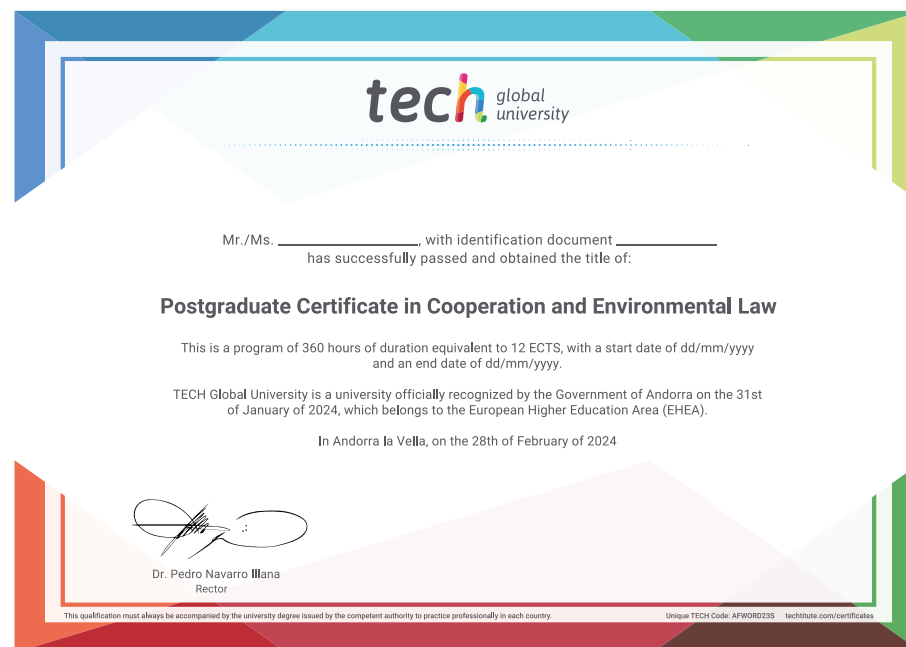 tech global university
Mr./Ms. ____________________, with identification document ______________
has successfully passed and obtained the title of:
Postgraduate Certificate in Cooperation and Environmental Law
This is a program of 360 hours of duration equivalent to 12 ECTS, with a start date of dd/mm/yyyy
and an end date of dd/mm/yyyy.
TECH Global University is a university officially recognized by the Government of Andorra on the 31st
of January of 2024, which belongs to the European Higher Education Area (EHEA).
In Andorra la Vella, on the 28th of February of 2024
Dr. Pedro Navarro Illana
Rector
This qualification must always be accompanied by the university degree issued by the competent authority to practice professionally in each country.
Unique TECH Code: AFWORD23S techtitute.com/certificates